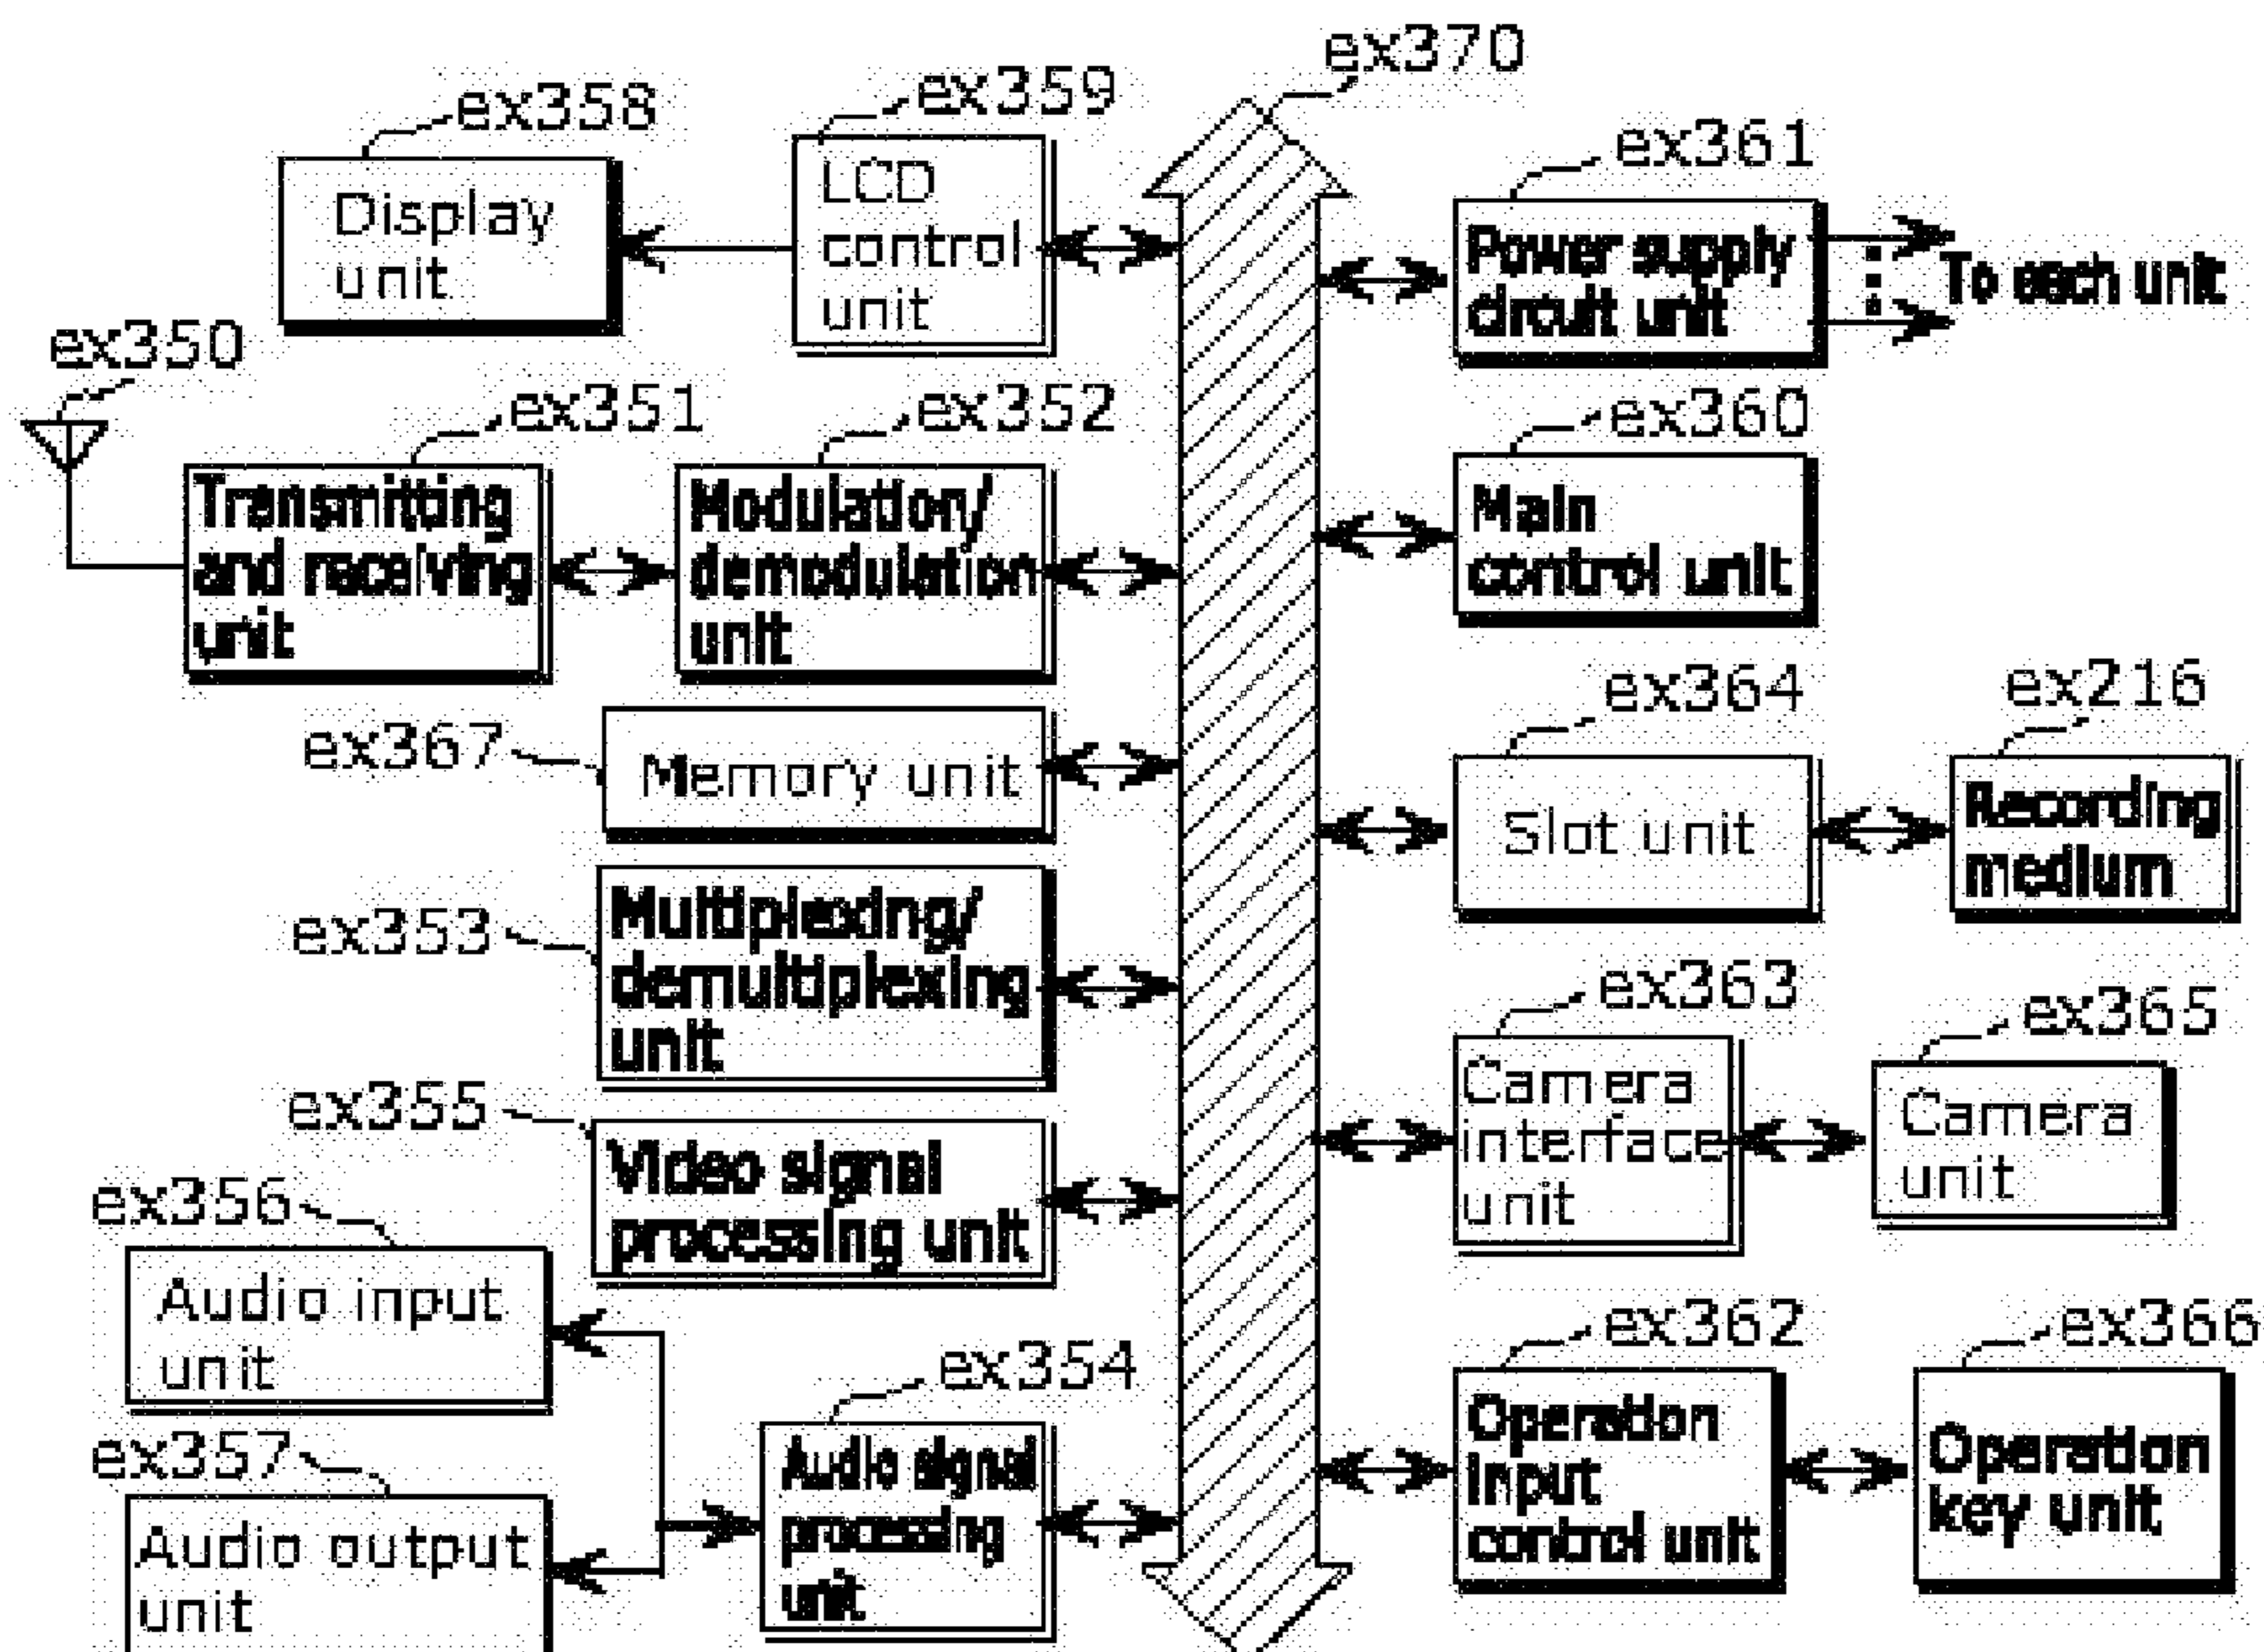 ex370
ex358
ex359
ex361
Display
unit
LCD
control
unit
Power supply
circuit unit
To each unit
ex350
ex351
ex352
ex360
Transmitting
and receiving
unit
Modulation/
demodulation
unit
Main
control unit
ex367
Memory unit
ex364
ex216
Slot unit
Recording
medium
ex353
Multiplexing/
demultiplexing
unit
ex363
ex365
Camera
interface
unit
Camera
unit
ex355
Video signal
processing unit
ex356
Audio input
unit
ex354
ex362
ex366
Audio signal
processing
unit
Operation
input
control unit
Operation
key unit
ex357
Audio output
unit